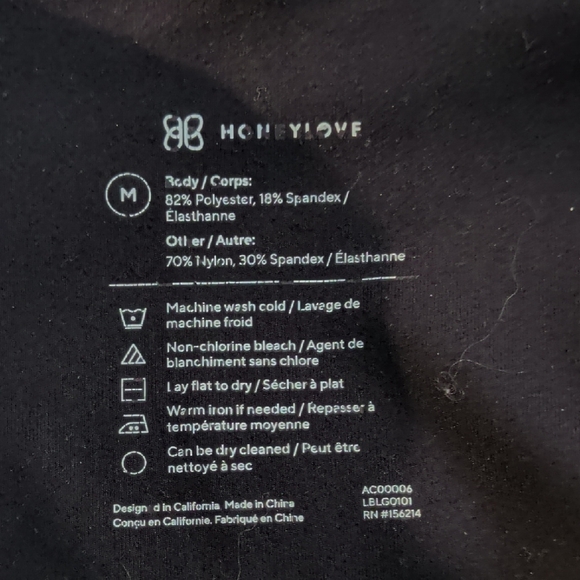 HONEYLOVE
M
Body / Corps:
82% Polyester, 18% Spandex /
Élasthanne
Other / Autre:
70% Nylon, 30% Spandex / Élasthanne
Machine wash cold / Lavage de
machine froid
Non-chlorine bleach / Agent de
blanchiment sans chlore
Lay flat to dry / Sécher à plat
Warm iron if needed / Repasser à
température moyenne
Can be dry cleaned / Peut être
nettoyé à sec
Designed in California. Made in China
Conçu en Californie. Fabriqué en Chine
AC00006
LBLG0101
RN #156214